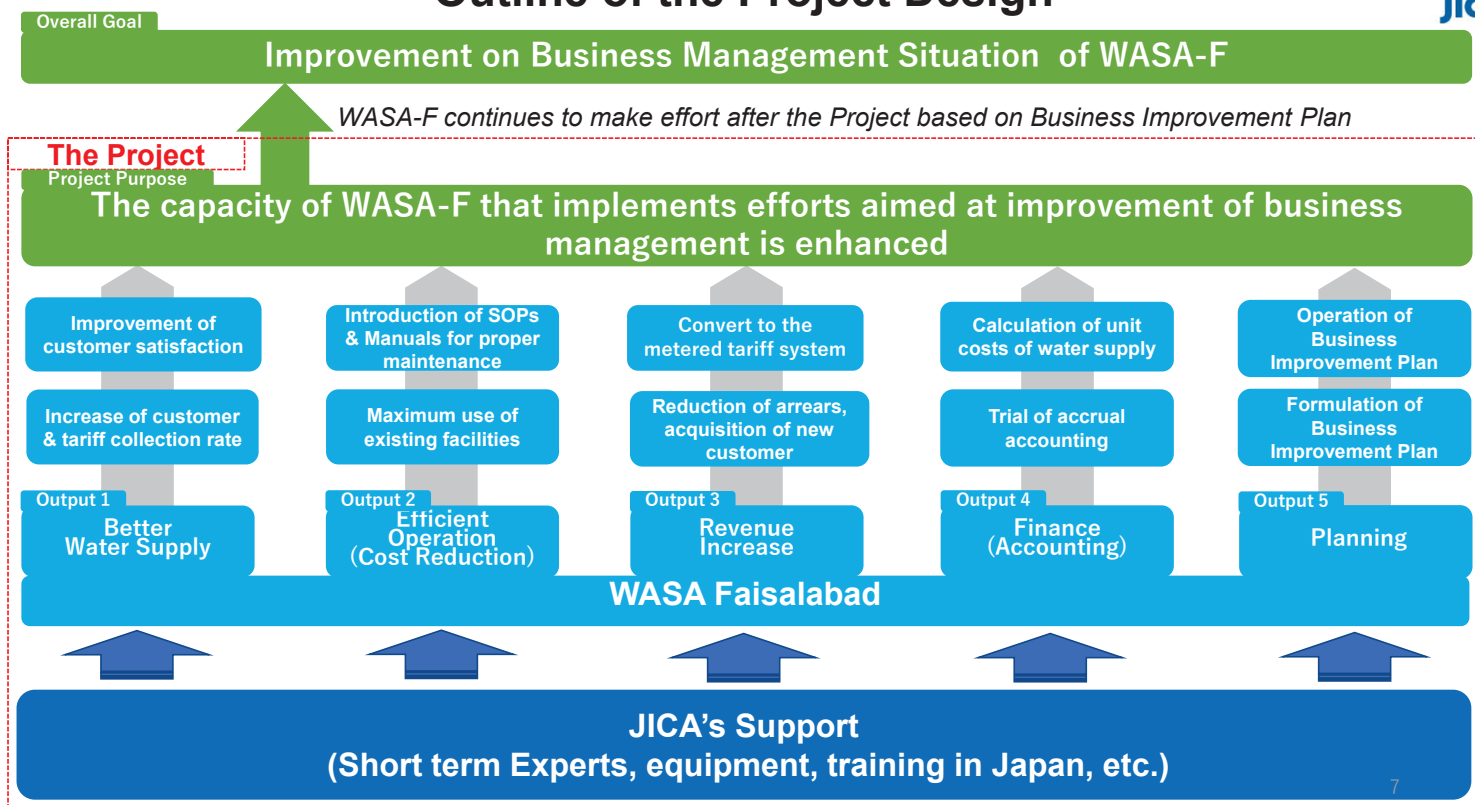 Outline of the Project Design
Overall Goal
Improvement on Business Management Situation of WASA-F
WASA-F continues to make effort after the Project based on Business Improvement Plan
The Project
Project Purpose
The capacity of WASA-F that implements efforts aimed at improvement of business
management is enhanced
Improvement of
customer satisfaction
Introduction of SOPs
& Manuals for proper
maintenance
Convert to the
metered tariff system
Calculation of unit
costs of water supply
Operation of
Business
Improvement Plan
Increase of customer
& tariff collection rate
Maximum use of
existing facilities
Reduction of arrears,
acquisition of new
customer
Trial of accrual
accounting
Formulation of
Business
Improvement Plan
Output 1
Better
Water Supply
Output 2
Efficient
Operation
(Cost Reduction)
Output 3
Revenue
Increase
Output 4
Finance
(Accounting)
Output 5
Planning
WASA Faisalabad
JICA's Support
(Short term Experts, equipment, training in Japan, etc.)
7